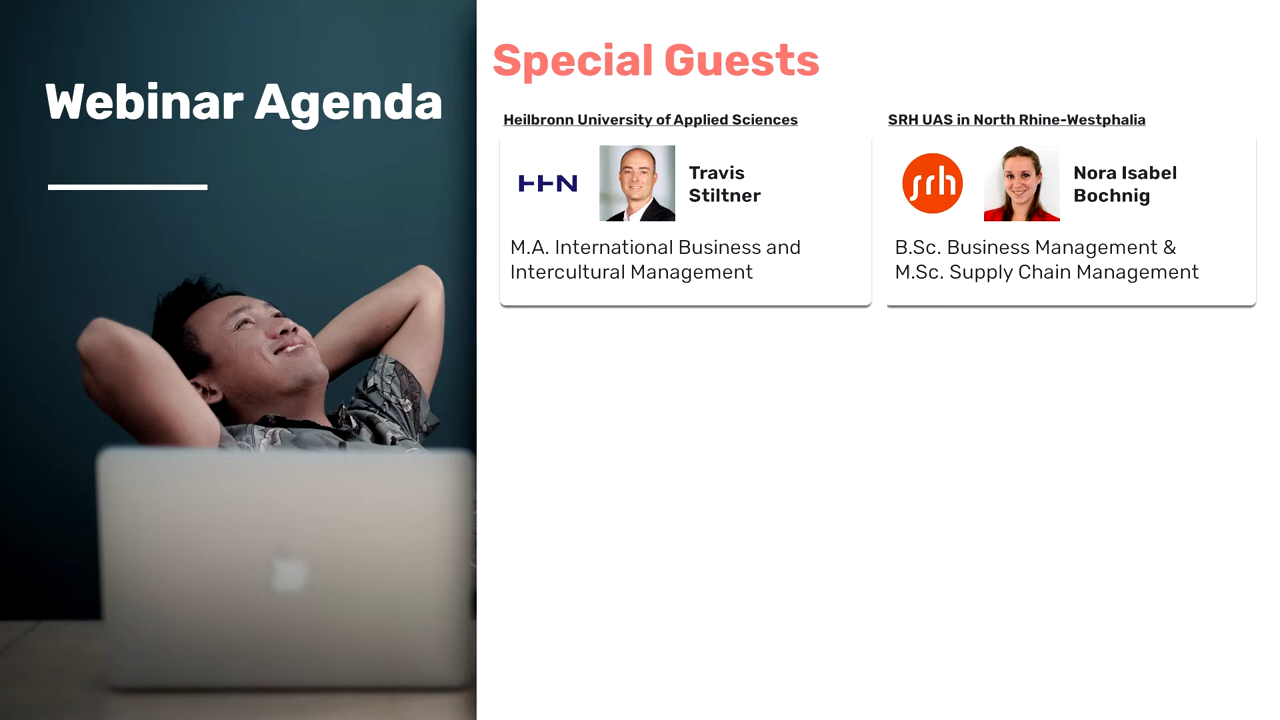 Webinar Agenda
Special Guests
Heilbronn University of Applied Sciences
HHN
Travis
Stiltner
M.A. International Business and
Intercultural Management
SRH UAS in North Rhine-Westphalia
srh
Nora Isabel
Bochnig
B.Sc. Business Management &
M.Sc. Supply Chain Management